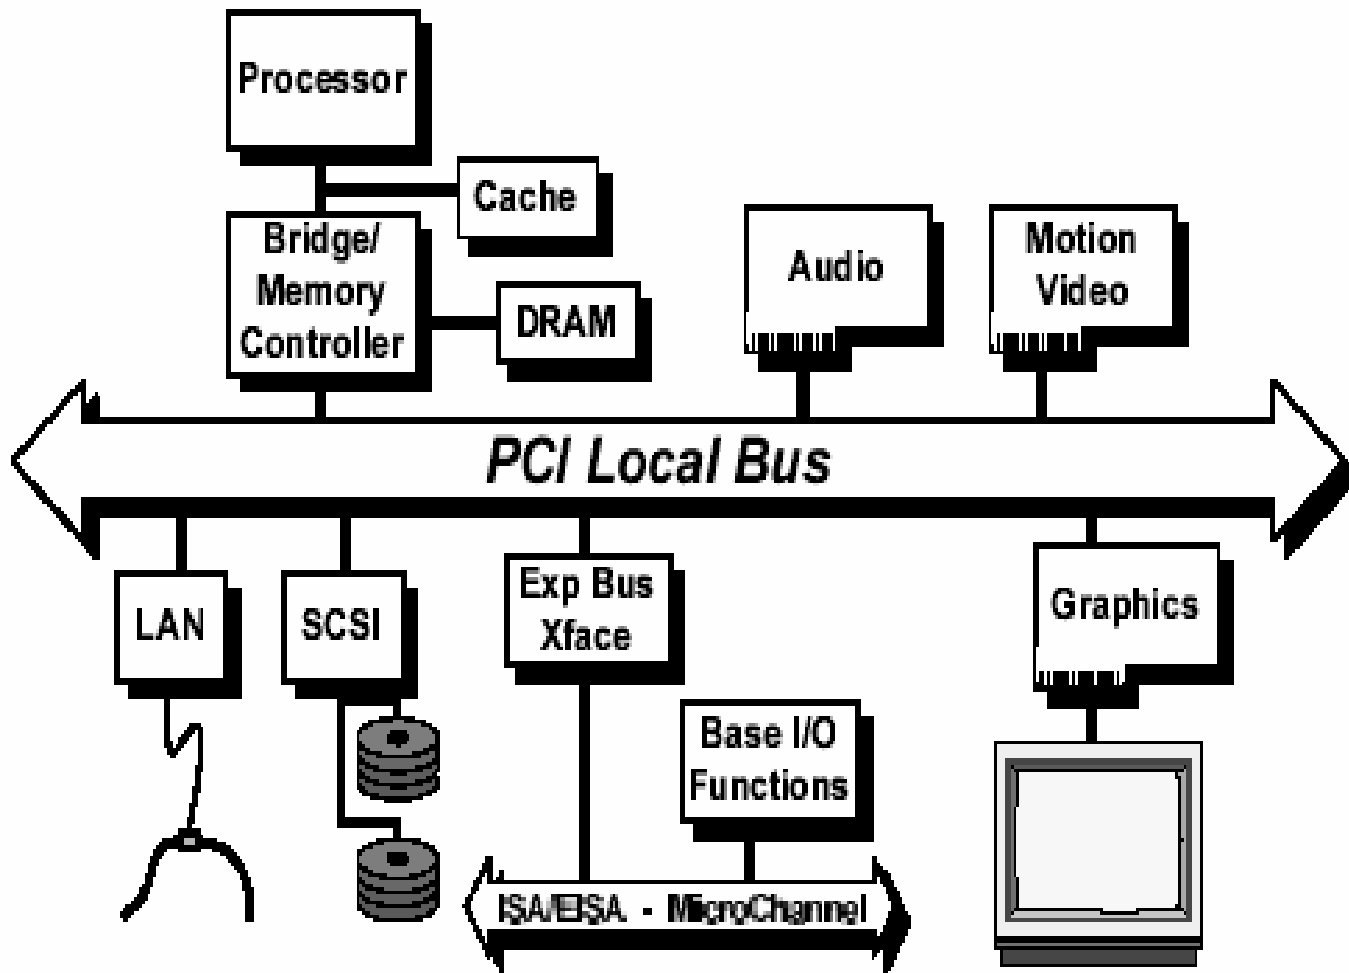 Processor
Cache
Bridge/
Memory
Controller
DRAM
Audio
Motion
Video
PCI Local Bus
LAN
SCSI
Exp Bus
Xface
Graphics
Base I/O
Functions
ISA/EISA - MicroChannel